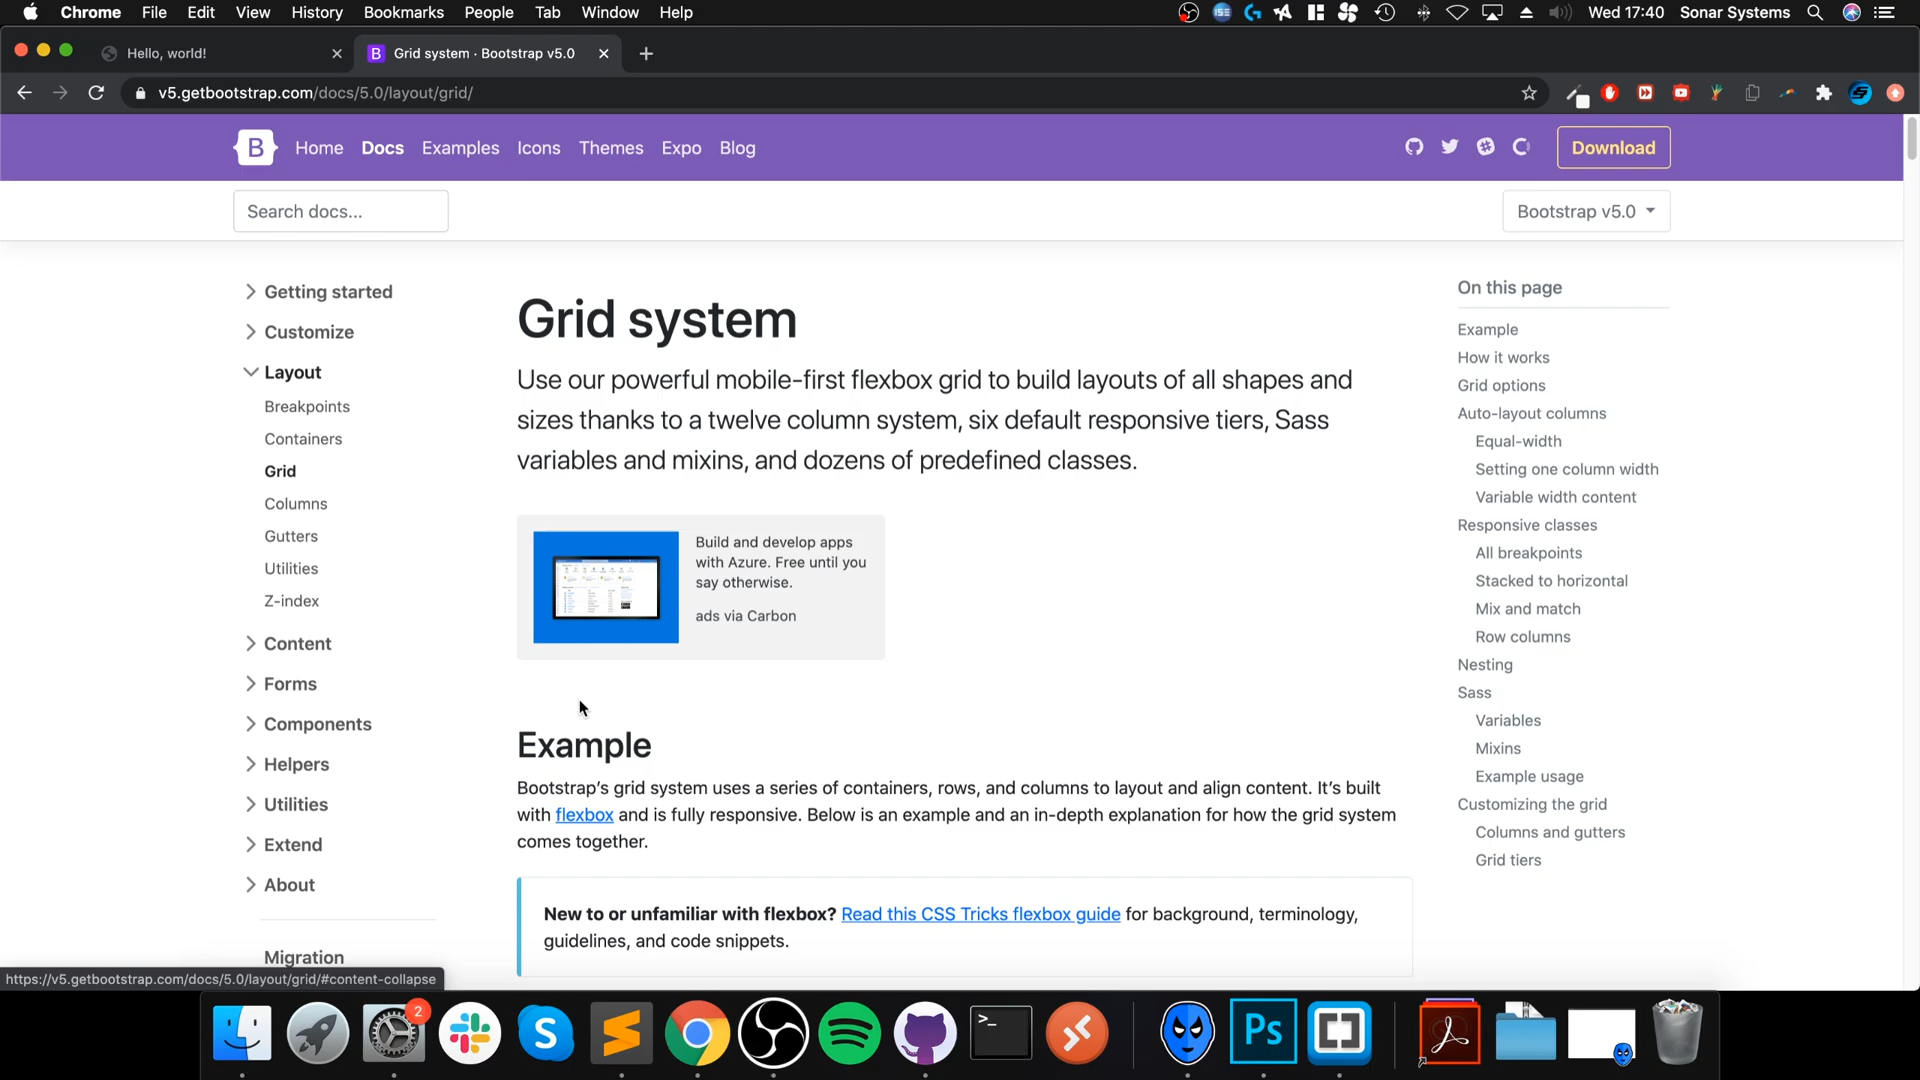 Chrome File Edit View History Bookmarks People Tab Window Help
Wed 17:40 Sonar Systems
Hello, world!
B Grid system · Bootstrap v5.0
v5.getbootstrap.com/docs/5.0/layout/grid/
B Home Docs Examples Icons Themes Expo Blog
Download
Search docs...
Bootstrap v5.0
Getting started
Customize
Layout
Breakpoints
Containers
Grid
Columns
Gutters
Utilities
Z-index
Content
Forms
Components
Helpers
Utilities
Extend
About
Migration
Grid system
Use our powerful mobile-first flexbox grid to build layouts of all shapes and
sizes thanks to a twelve column system, six default responsive tiers, Sass
variables and mixins, and dozens of predefined classes.
Build and develop apps
with Azure. Free until you
say otherwise.
ads via Carbon
Example
Bootstrap’s grid system uses a series of containers, rows, and columns to layout and align content. It’s built
with flexbox and is fully responsive. Below is an example and an in-depth explanation for how the grid system
comes together.
New to or unfamiliar with flexbox? Read this CSS Tricks flexbox guide for background, terminology,
guidelines, and code snippets.
On this page
Example
How it works
Grid options
Auto-layout columns
Equal-width
Setting one column width
Variable width content
Responsive classes
All breakpoints
Stacked to horizontal
Mix and match
Row columns
Nesting
Sass
Variables
Mixins
Example usage
Customizing the grid
Columns and gutters
Grid tiers
https://v5.getbootstrap.com/docs/5.0/layout/grid/#content-collapse
2
S
>_
Ps